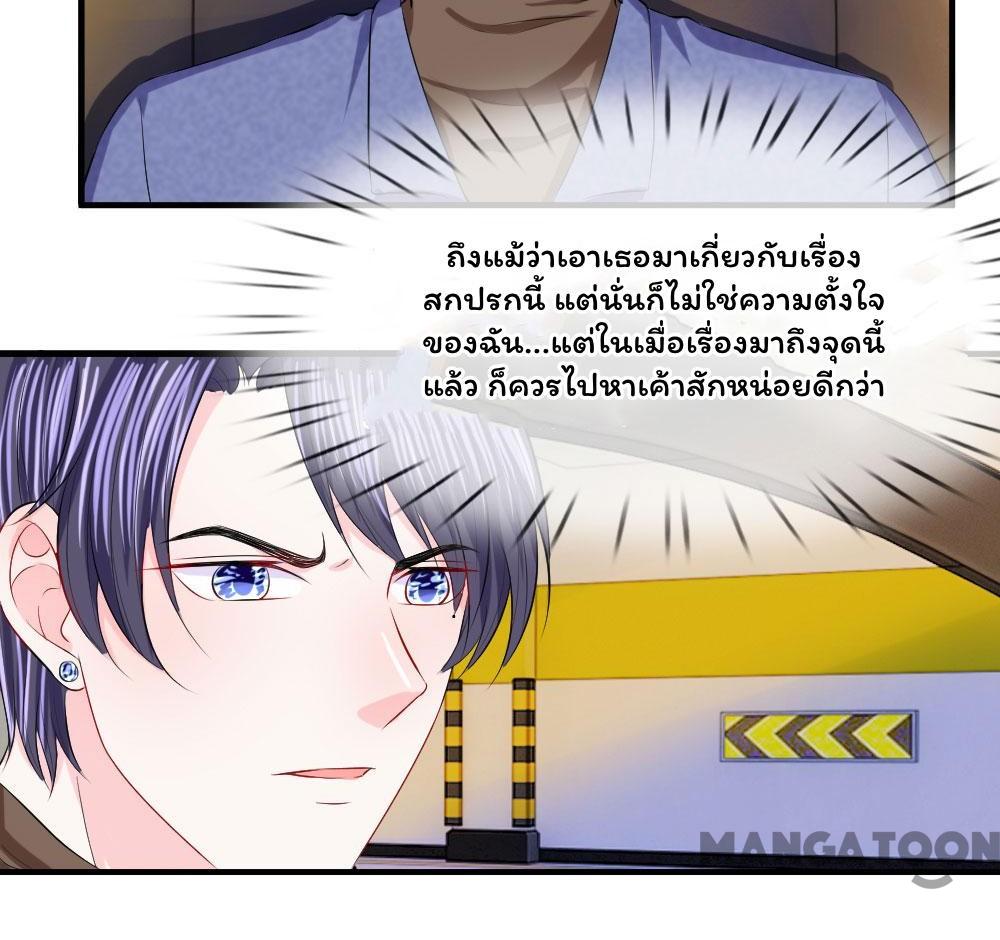 ถึงแม้ว่าเอาเธอมาเกี่ยวกับเรื่อง
สกปรกนี้ แต่นั่นก็ไม่ใช่ความตั้งใจ
ของฉัน...แต่ในเมื่อเรื่องมาถึงจุดนี้
แล้ว ก็ควรไปหาเค้าสักหน่อยดีกว่า
MANGATOON